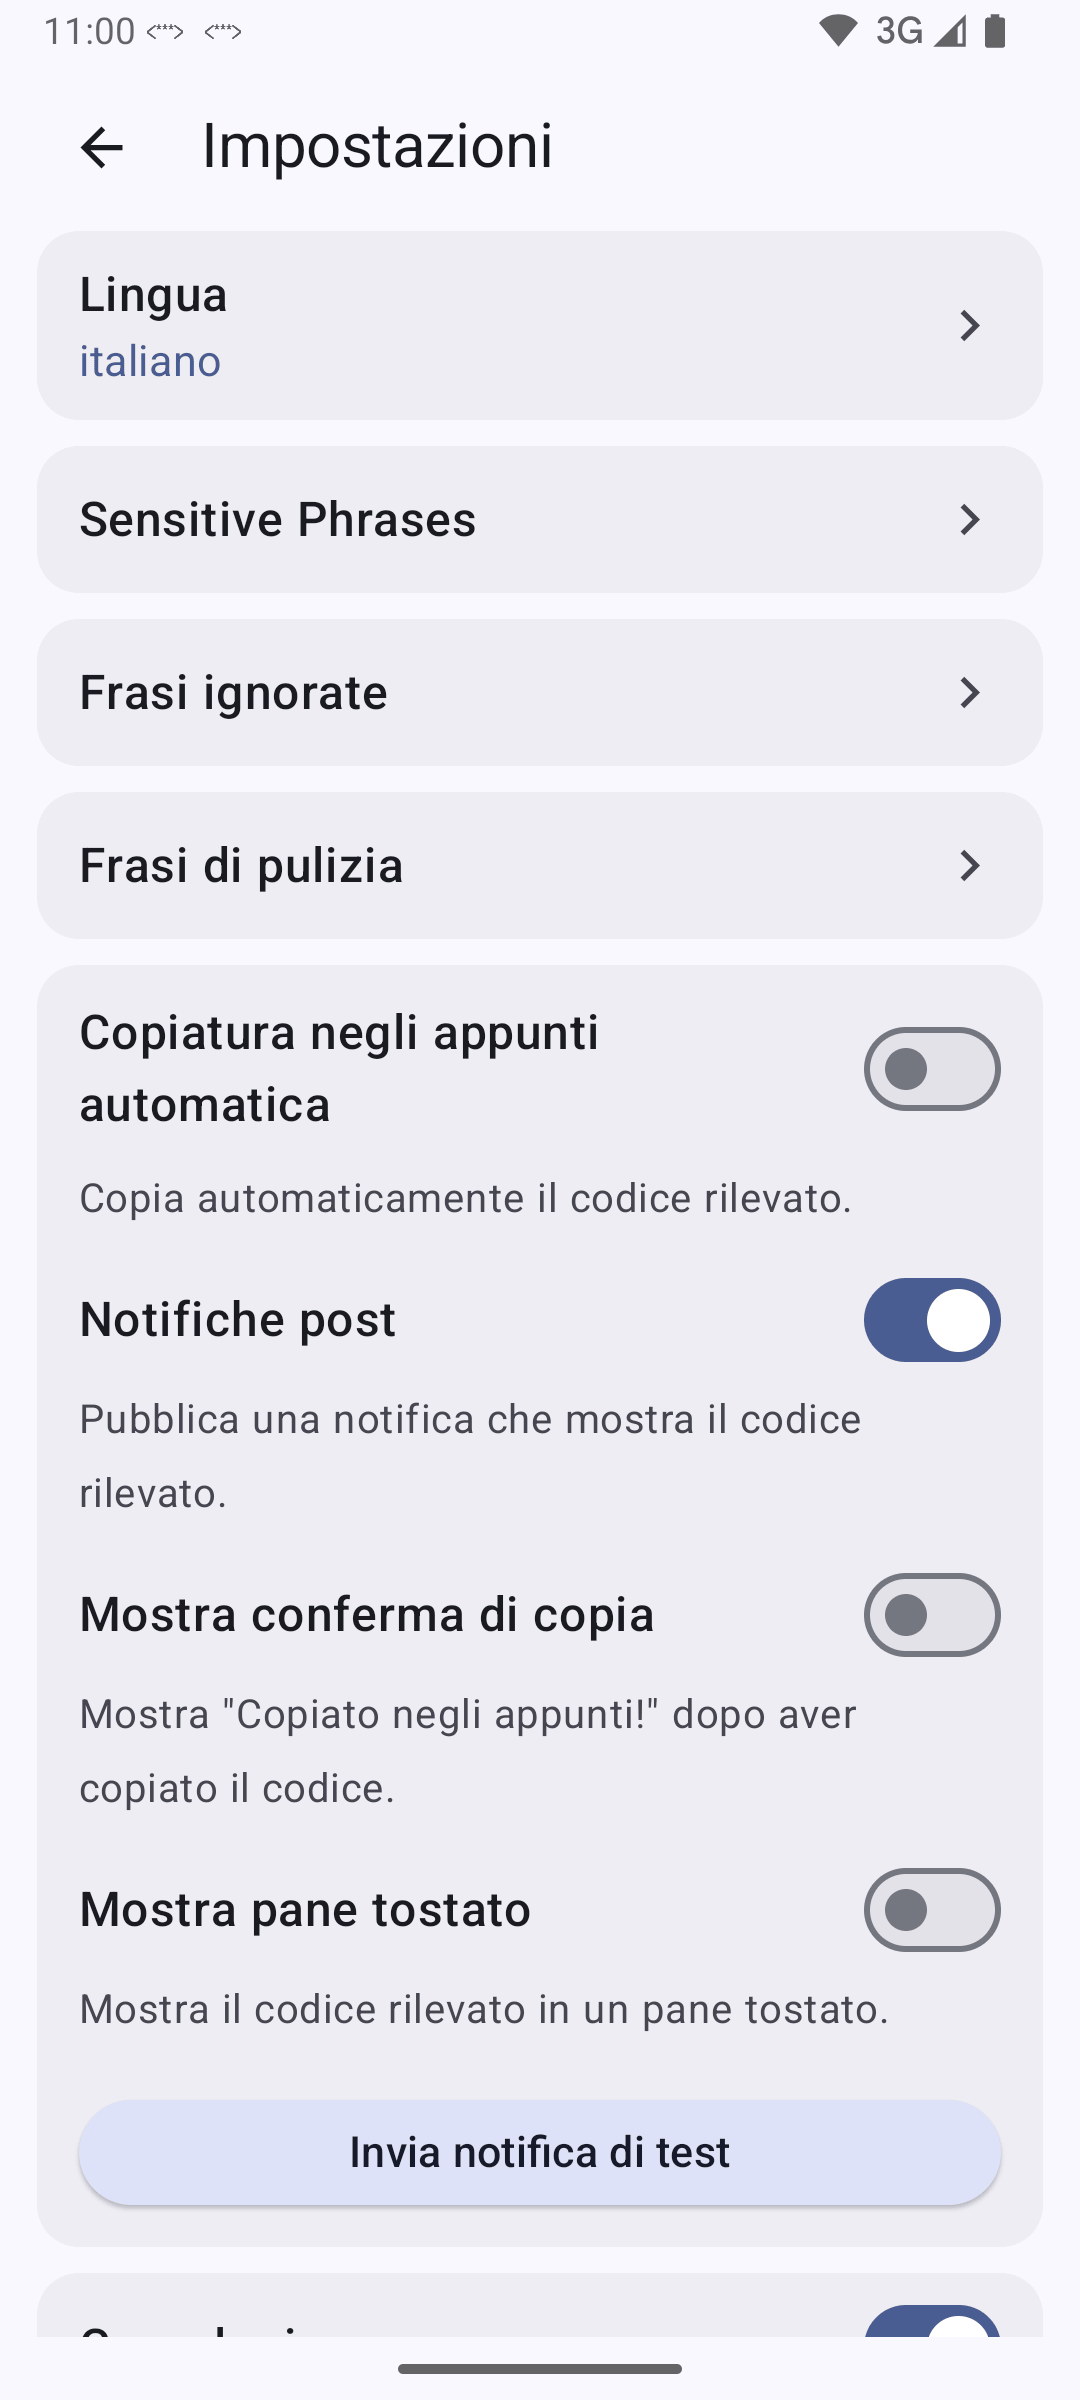 11:00
3G
Impostazioni
Lingua
italiano
Sensitive Phrases
Frasi ignorate
Frasi di pulizia
Copiatura negli appunti
automatica
Copia automaticamente il codice rilevato.
Notifiche post
Pubblica una notifica che mostra il codice
rilevato.
Mostra conferma di copia
Mostra "Copiato negli appunti!" dopo aver
copiato il codice.
Mostra pane tostato
Mostra il codice rilevato in un pane tostato.
Invia notifica di test